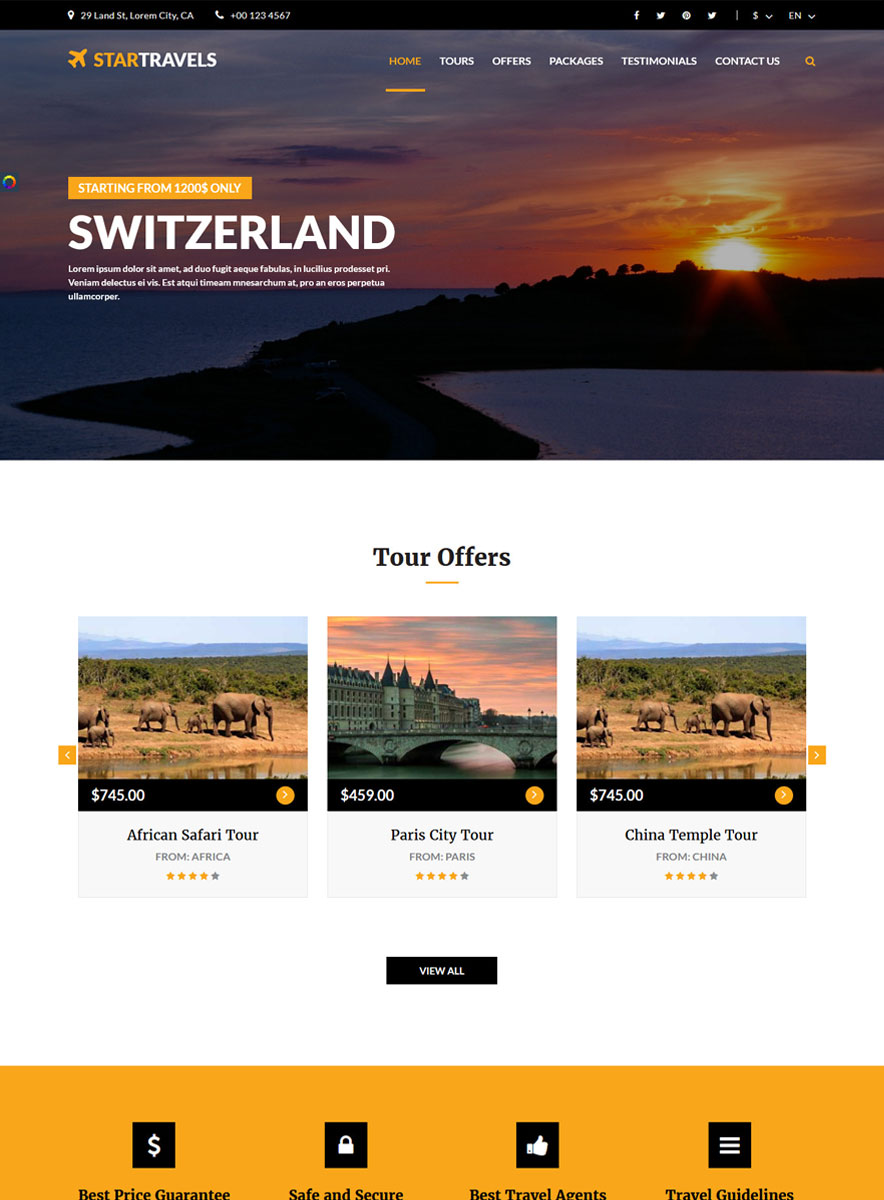 29 Land St, Lorem City, CA +00 123 4567 $ EN
STARTRAVELS HOME TOURS OFFERS PACKAGES TESTIMONIALS CONTACT US
STARTING FROM 1200$ ONLY
SWITZERLAND
Lorem ipsum dolor sit amet, ad duo fugit aeque fabulas, in lucilius prodesset pri.
Veniam delectus ei vis. Est atqui timeam mnesarchum at, pro an eros perpetua
ullamcorper.
Tour Offers
$745.00 $459.00 $745.00
African Safari Tour Paris City Tour China Temple Tour
FROM: AFRICA FROM: PARIS FROM: CHINA
VIEW ALL
Best Price Guarantee Safe and Secure Best Travel Agents Travel Guidelines